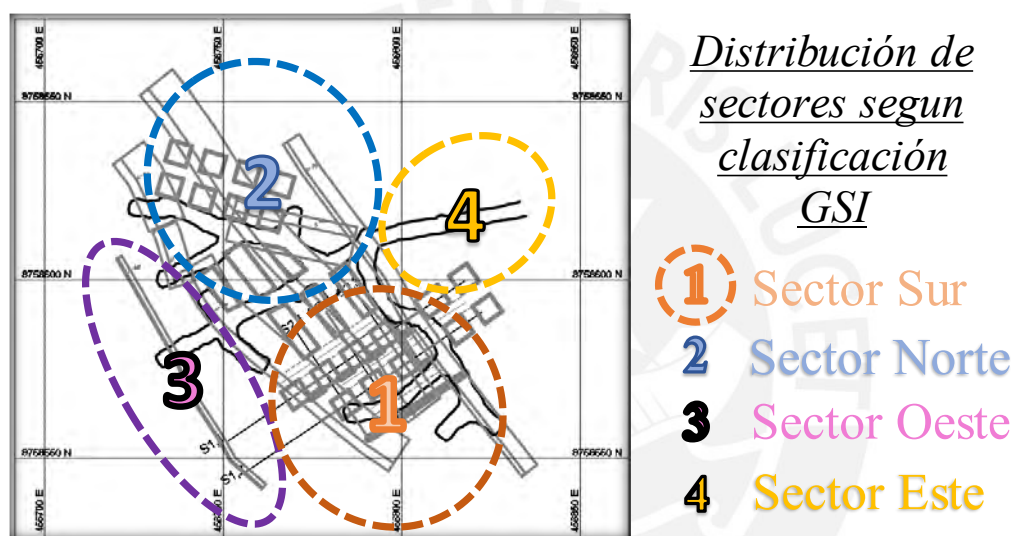 Distribución de
sectores segun
clasificación
GSI
8758650 N
8758650 N
2
4
8758600 N
8758600 N
S2
3
1
S1
S1
8758550 N
8758550 N
1 Sector Sur
2 Sector Norte
3 Sector Oeste
4 Sector Este